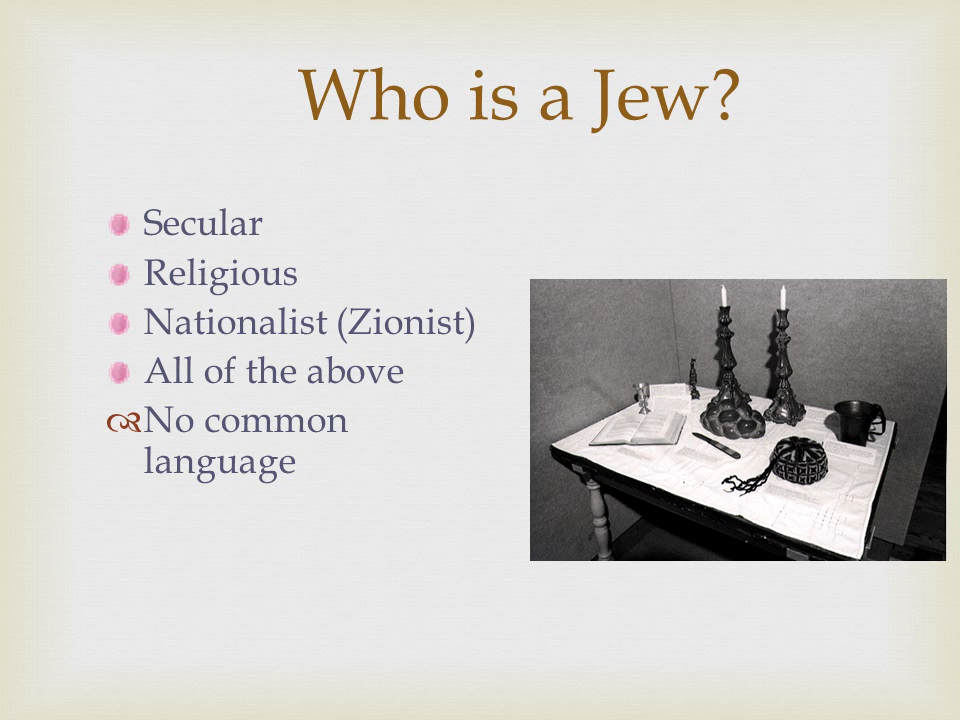 Who is a Jew?
Secular
Religious
Nationalist (Zionist)
All of the above
No common
language